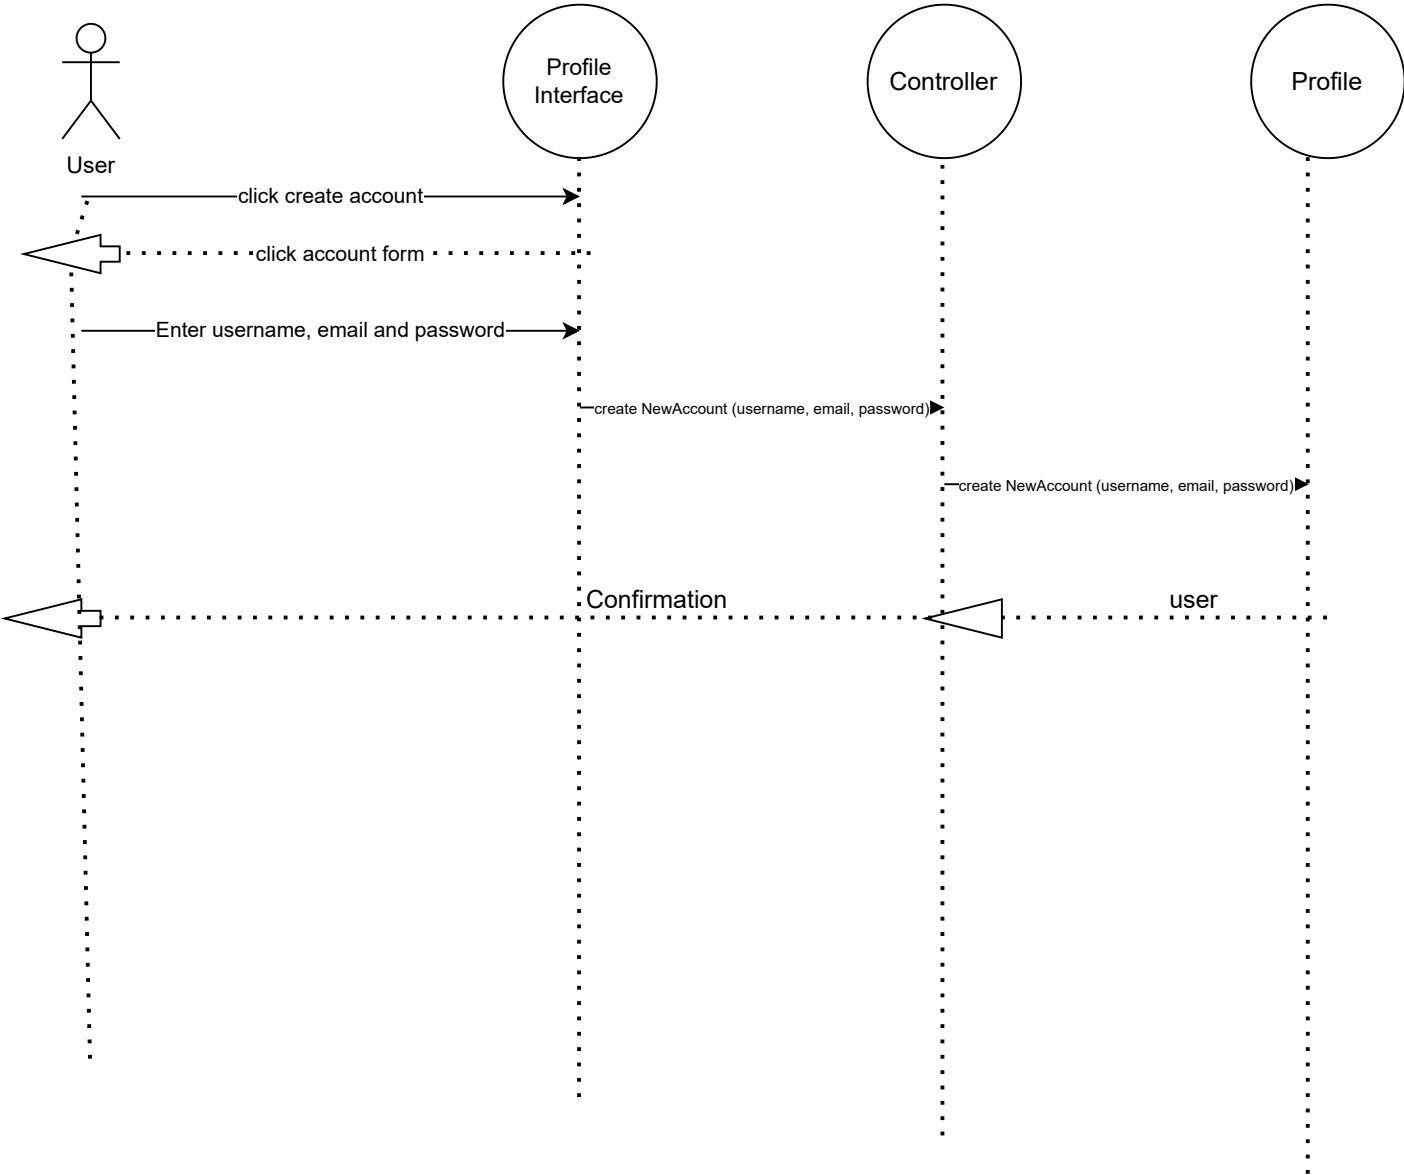 Profile
Interface
Controller
Profile
User
click create account
click account form
Enter username, email and password
create NewAccount (username, email, password)
create NewAccount (username, email, password)
Confirmation
user